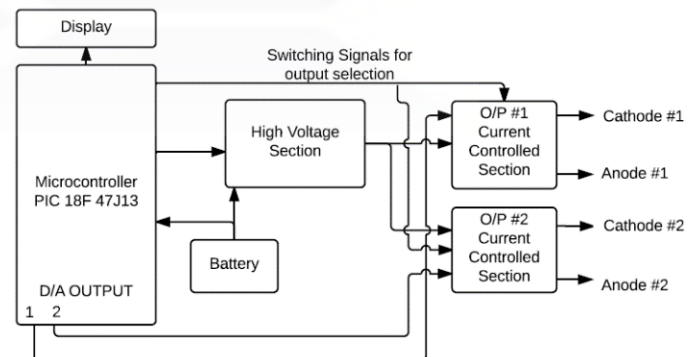 Display
Switching Signals for
output selection
High Voltage
Section
O/P #1
Current
Controlled
Section
Cathode #1
Anode #1
Microcontroller
PIC 18F 47J13
O/P #2
Current
Controlled
Section
Cathode #2
Anode #2
Battery
D/A OUTPUT
1 2